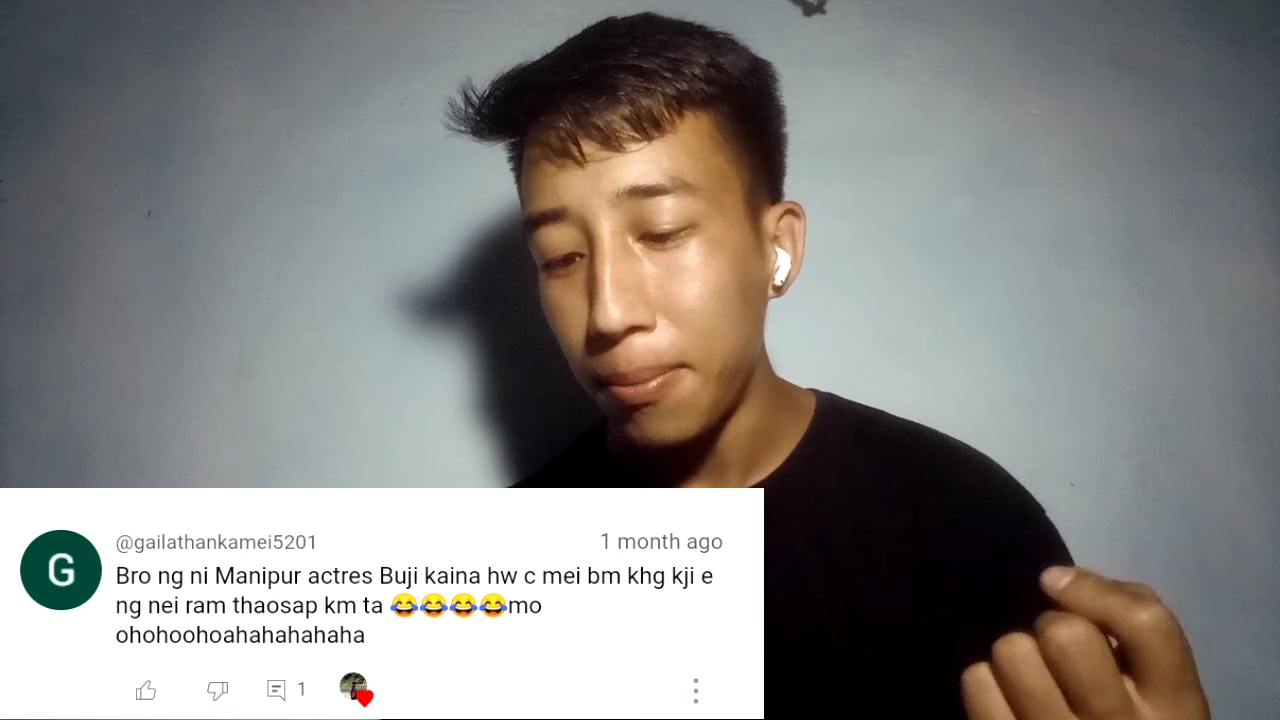 G
@gailathankamei5201 1 month ago
Bro ng ni Manipur actres Buji kaina hw c mei bm khg kji e
ng nei ram thaosap km ta 😂😂😂😂mo
ohohoohoahahahahaha
1